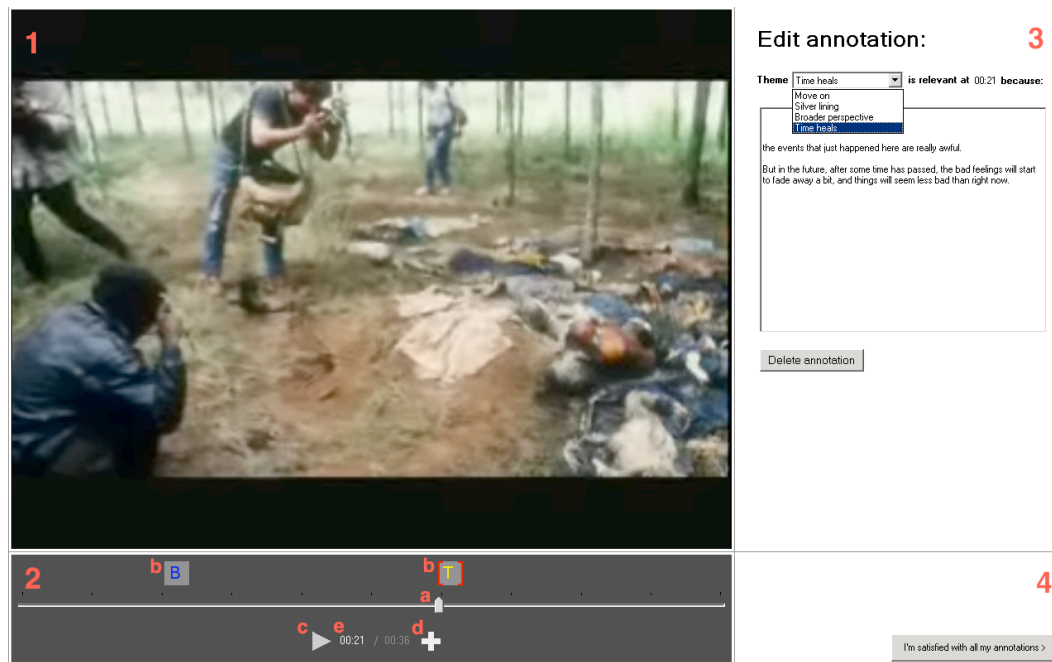 1
Edit annotation:
3
Theme Time heals is relevant at 00:21 because:
Move on
Silver lining
Broader perspective
Time heals
the events that just happened here are really awful.
But in the future, after some time has passed, the bad feelings will start
to fade away a bit, and things will seem less bad than right now.
Delete annotation
2
b
B
b
T
a
c
e
00:21 / 00:36
d
4
I'm satisfied with all my annotations >